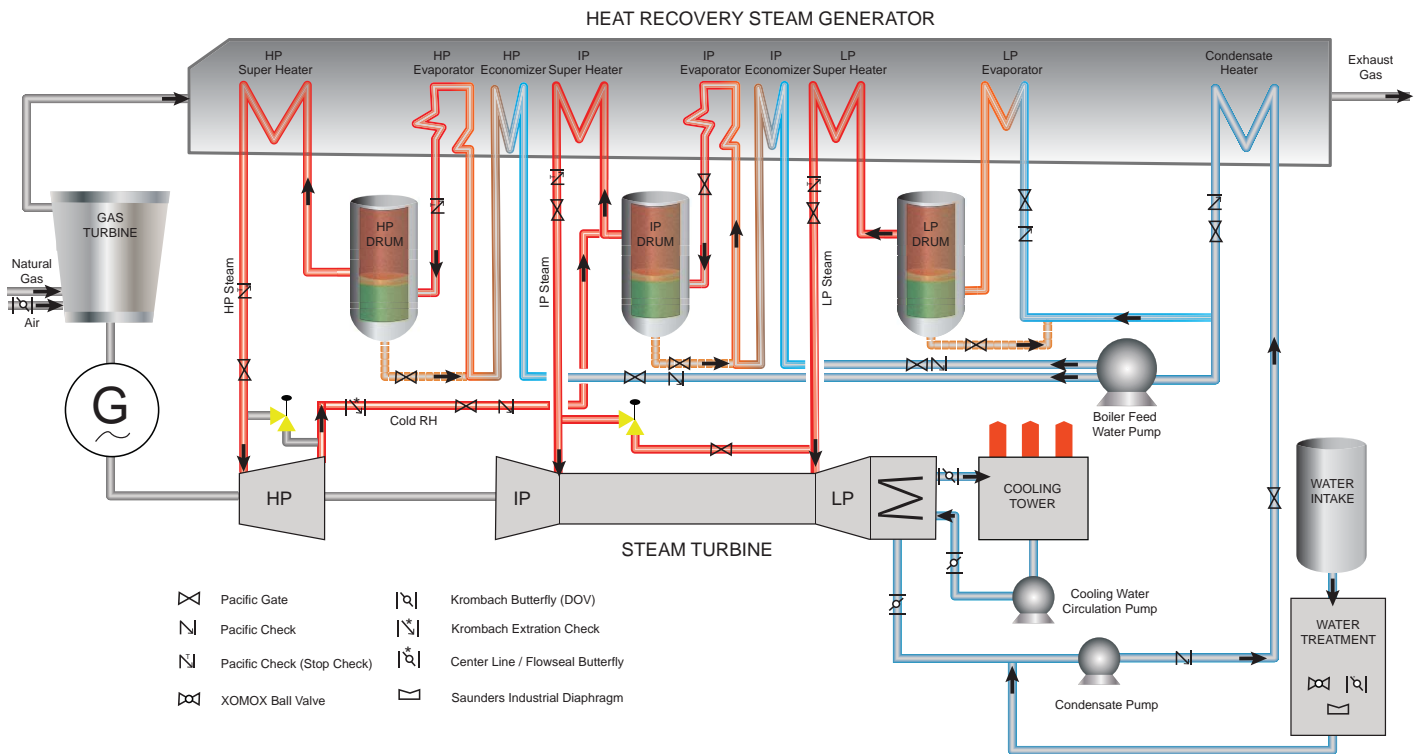 HEAT RECOVERY STEAM GENERATOR
HP
Super Heater
HP
Evaporator
HP
Economizer
IP
Super Heater
IP
Evaporator
IP
Economizer
LP
Super Heater
LP
Evaporator
Condensate
Heater
Exhaust
Gas
GAS
TURBINE
HP
DRUM
IP
DRUM
LP
DRUM
Natural
Gas
Air
HP Steam
IP Steam
LP Steam
G
Cold RH
Boiler Feed
Water Pump
HP
IP
LP
COOLING
TOWER
WATER
INTAKE
STEAM TURBINE
Cooling Water
Circulation Pump
WATER
TREATMENT
Condensate Pump
Pacific Gate
Pacific Check
Pacific Check (Stop Check)
XOMOX Ball Valve
Krombach Butterfly (DOV)
Krombach Extration Check
Center Line / Flowseal Butterfly
Saunders Industrial Diaphragm